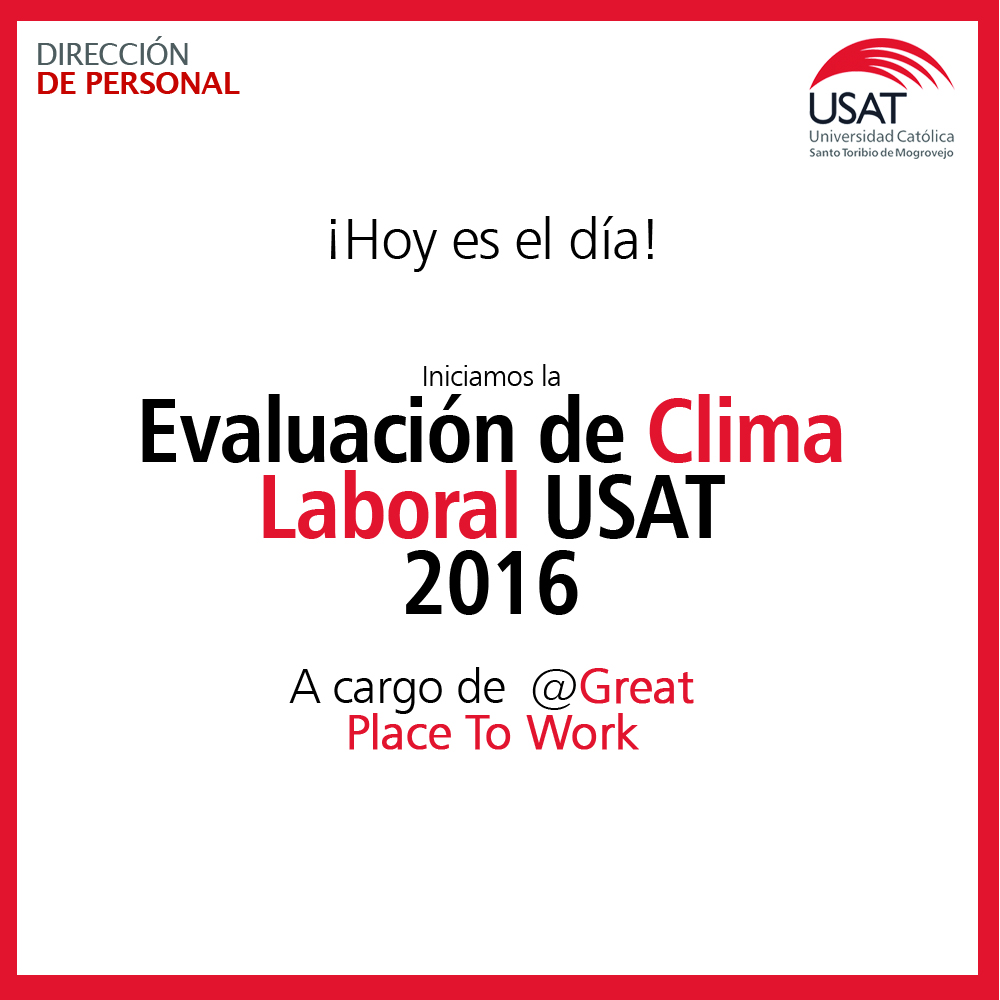 DIRECCIÓN
DE PERSONAL
USAT
Universidad Católica
Santo Toribio de Mogrovejo
¡Hoy es el día!
Iniciamos la
Evaluación de Clima
Laboral USAT
2016
A cargo de @Great
Place To Work